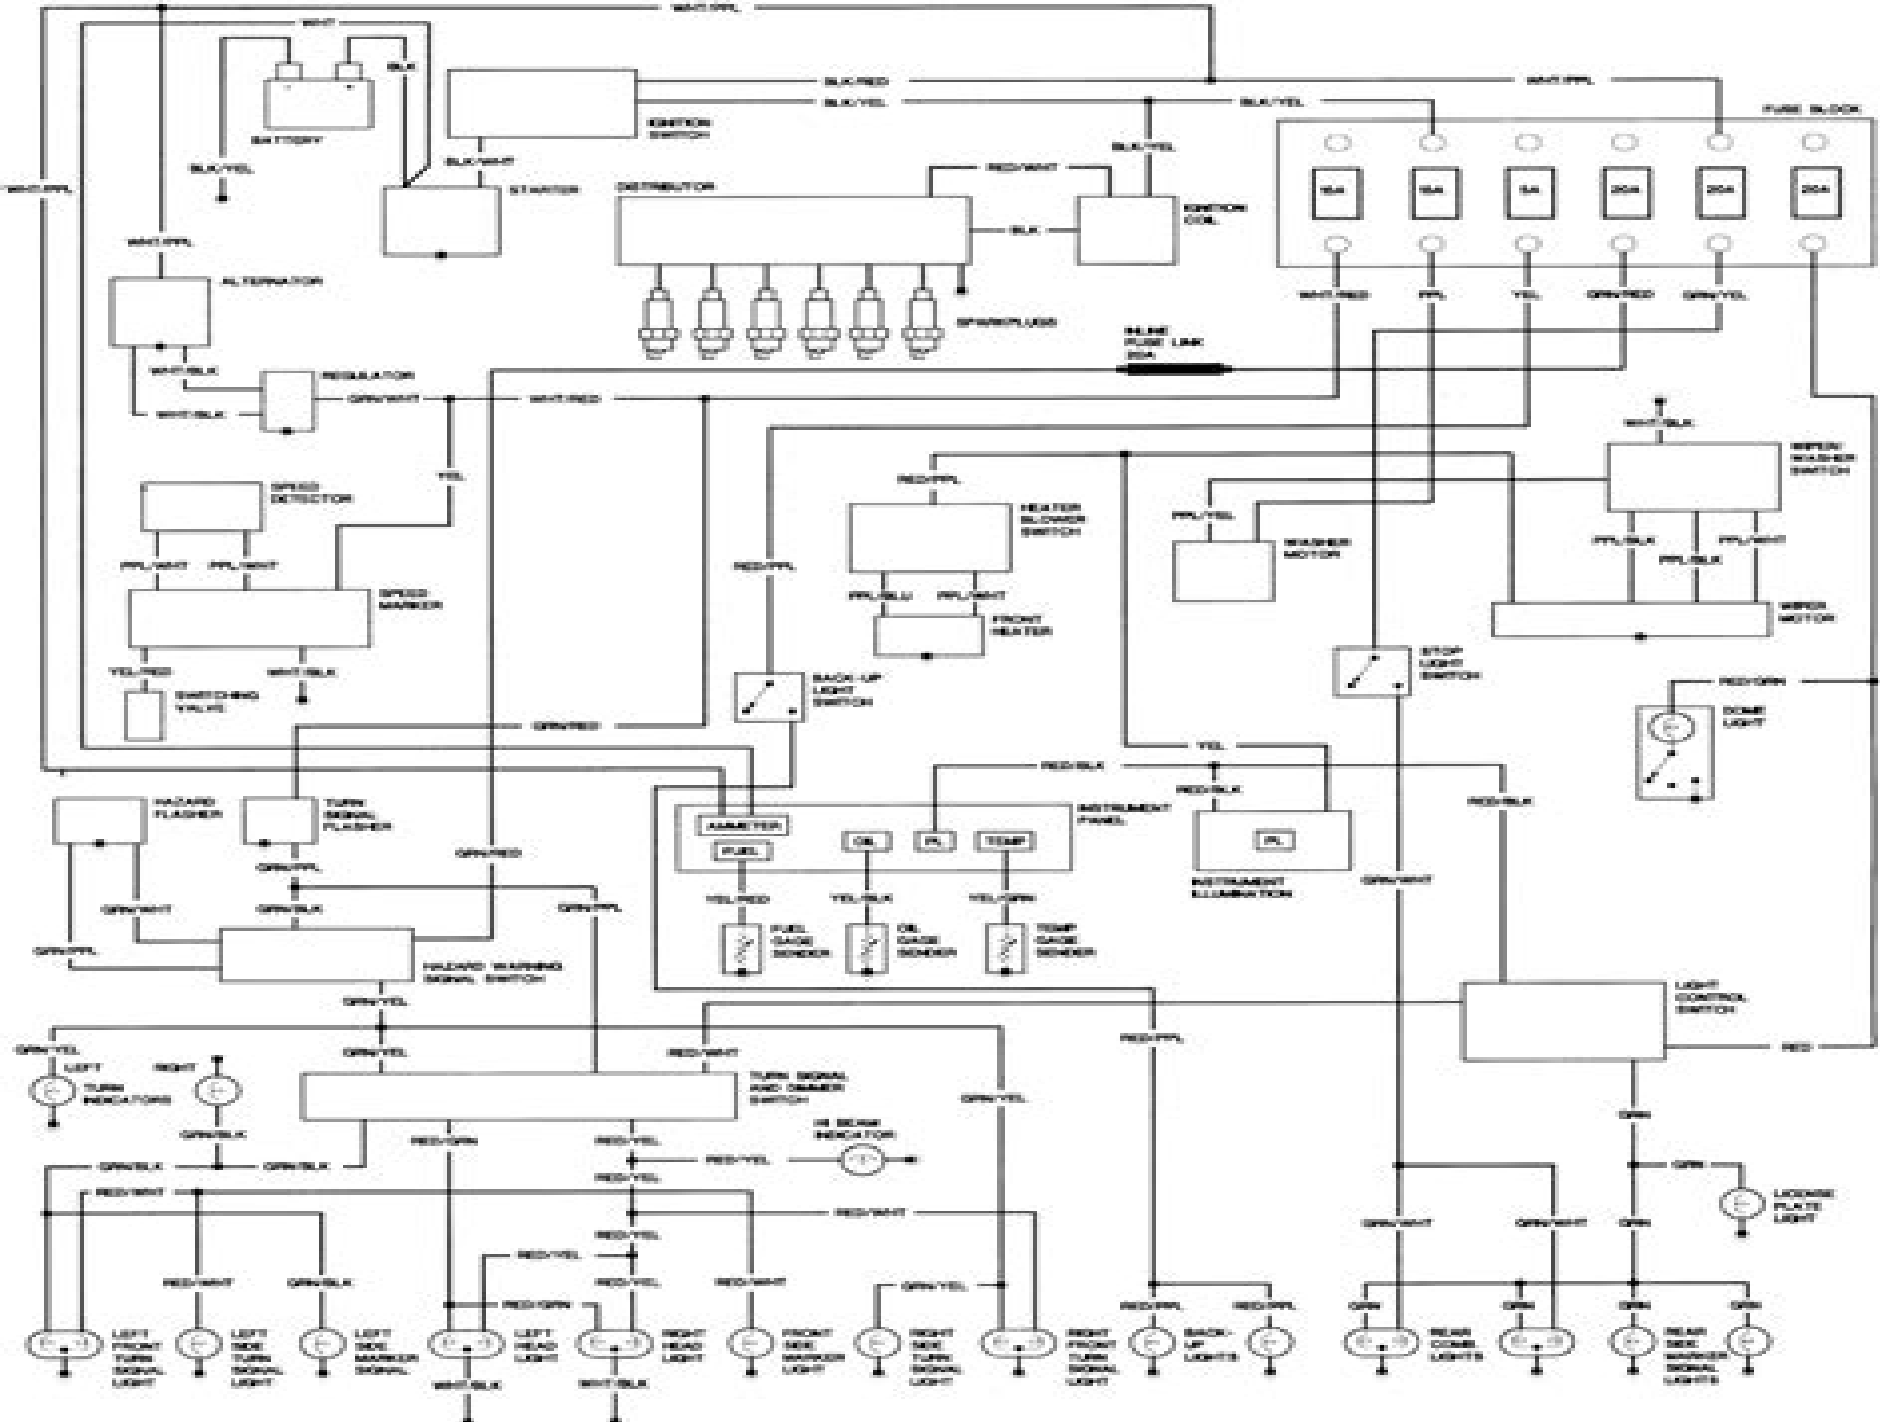 WHT/PPL
WHT
BLK
BATTERY
BLK/YEL
WHT/PPL
WHT/PPL
IGNITION
SWITCH
BLK/RED
BLK/YEL
BLK/WHT
STARTER
WHT/PPL
BLK/YEL
BLK/YEL
FUSE BLOCK
15A
15A
5A
20A
20A
20A
DISTRIBUTOR
RED/WHT
BLK
IGNITION
COIL
SPARKPLUGS
ALTERNATOR
WHT/BLK
WHT/BLK
REGULATOR
GRN/WHT
WHT/RED
INLINE
FUSE LINK
20A
WHT/RED
PPL
YEL
GRN/RED
GRN/YEL
YEL
SPEED
DETECTOR
PPL/WHT
PPL/WHT
SPEED
MARKER
YEL/RED
WHT/BLK
SWITCHING
VALVE
RED/PPL
HEATER
BLOWER
SWITCH
PPL/BLU
PPL/WHT
FRONT
HEATER
RED/PPL
BACK-UP
LIGHT
SWITCH
PPL/YEL
WASHER
MOTOR
WHT/BLK
WIPER/
WASHER
SWITCH
PPL/BLK
PPL/BLK
PPL/WHT
WIPER
MOTOR
STOP
LIGHT
SWITCH
RED/GRN
DOME
LIGHT
GRN/RED
HAZARD
FLASHER
TURN
SIGNAL
FLASHER
GRN/PPL
GRN/BLK
GRN/WHT
GRN/PPL
GRN/RED
GRN/PPL
HAZARD WARNING
SIGNAL SWITCH
YEL
RED/BLK
RED/BLK
RED/BLK
INSTRUMENT
PANEL
AMMETER
FUEL
OIL
PL
TEMP
PL
INSTRUMENT
ILLUMINATION
YEL/RED
YEL/BLK
YEL/GRN
FUEL
GAGE
SENDER
OIL
GAGE
SENDER
TEMP
GAGE
SENDER
GRN/WHT
LIGHT
CONTROL
SWITCH
RED
GRN/YEL
GRN/YEL
GRN/YEL
LEFT
RIGHT
TURN
INDICATORS
RED/WHT
TURN SIGNAL
AND DIMMER
SWITCH
RED/PPL
GRN/YEL
GRN
GRN/BLK
GRN/BLK
GRN/BLK
RED/GRN
RED/YEL
RED/YEL
HI BEAM
INDICATOR
RED/YEL
RED/WHT
RED/WHT
RED/YEL
RED/YEL
RED/YEL
GRN
LICENSE
PLATE
LIGHT
GRN/WHT
GRN/WHT
GRN
RED/WHT
GRN/BLK
RED/GRN
RED/WHT
GRN/YEL
RED/PPL
RED/PPL
GRN
GRN
GRN
GRN
LEFT
FRONT
TURN
SIGNAL
LIGHT
LEFT
SIDE
TURN
SIGNAL
LIGHT
LEFT
SIDE
MARKER
SIGNAL
LEFT
HEAD
LIGHT
RIGHT
HEAD
LIGHT
FRONT
SIDE
MARKER
LIGHT
RIGHT
SIDE
TURN
SIGNAL
LIGHT
RIGHT
FRONT
TURN
SIGNAL
LIGHT
BACK-
UP
LIGHTS
REAR
COMB
LIGHTS
REAR
SIDE
MARKER
SIGNAL
LIGHTS
WHT/BLK
WHT/BLK